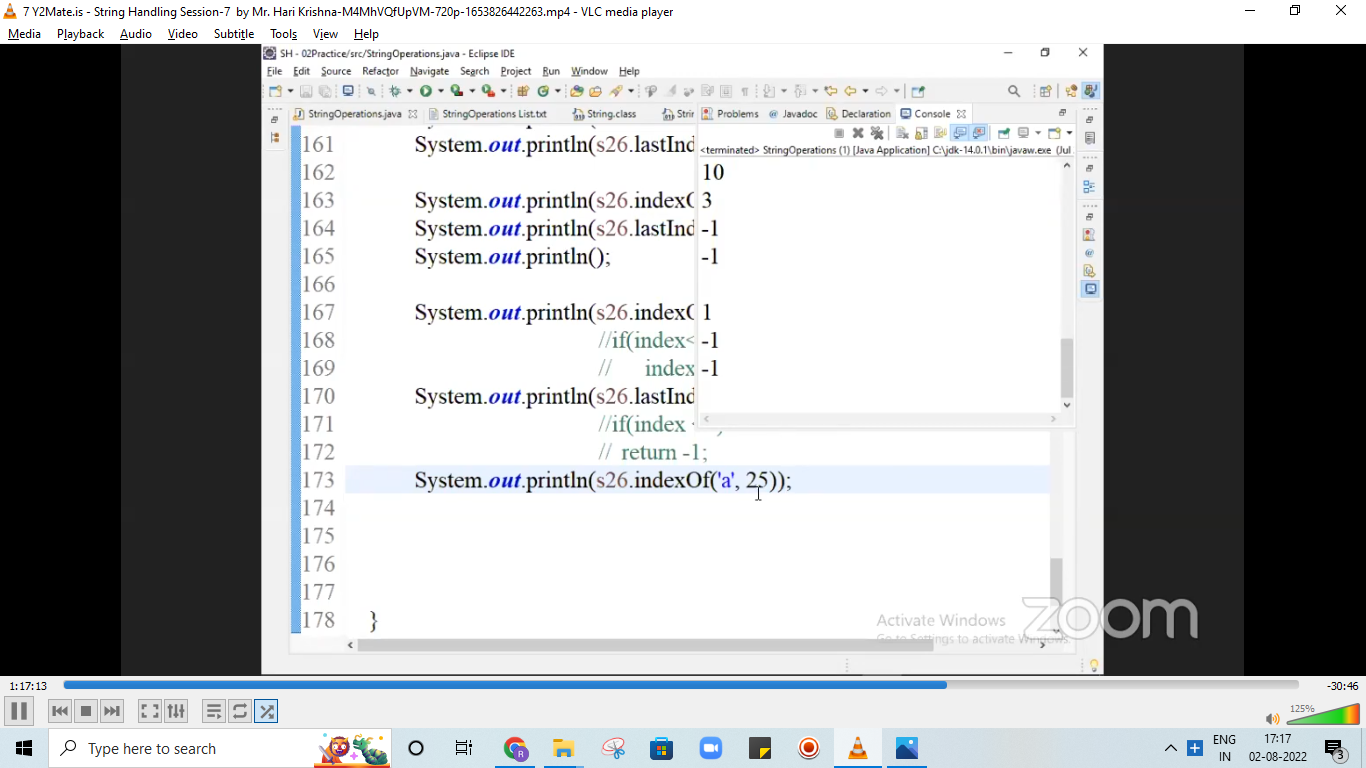 7 Y2Mate.is - String Handling Session-7 by Mr. Hari Krishna-M4MhVQfUpVM-720p-1653826442263.mp4 - VLC media player
Media Playback Audio Video Subtitle Tools View Help
SH - 02Practice/src/StringOperations.java - Eclipse IDE
File Edit Source Refactor Navigate Search Project Run Window Help
StringOperations.java StringOperations List.txt String.class Stri Problems Javadoc Declaration Console
<terminated> StringOperations (1) [Java Application] C:\jdk-14.0.1\bin\javaw.exe (Jul
161 System.out.println(s26.lastInd
162
163 System.out.println(s26.indexO
164 System.out.println(s26.lastInd
165 System.out.println();
166
167 System.out.println(s26.indexO
168 //if(index<
169 // index
170 System.out.println(s26.lastInd
171 //if(index
172 // return -1;
173 System.out.println(s26.indexOf('a', 25));
174
175
176
177
178 }
10
3
-1
-1
1
-1
-1
Activate Windows
Go to Settings to activate Windows.
zoom
1:17:13
-30:46
125%
Type here to search
ENG
IN
17:17
02-08-2022
3